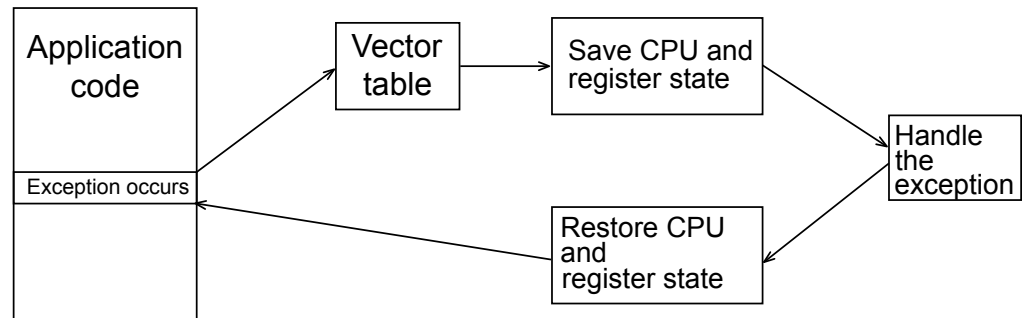 Application
code
Exception occurs
Vector
table
Save CPU and
register state
Handle
the
exception
Restore CPU
and
register state